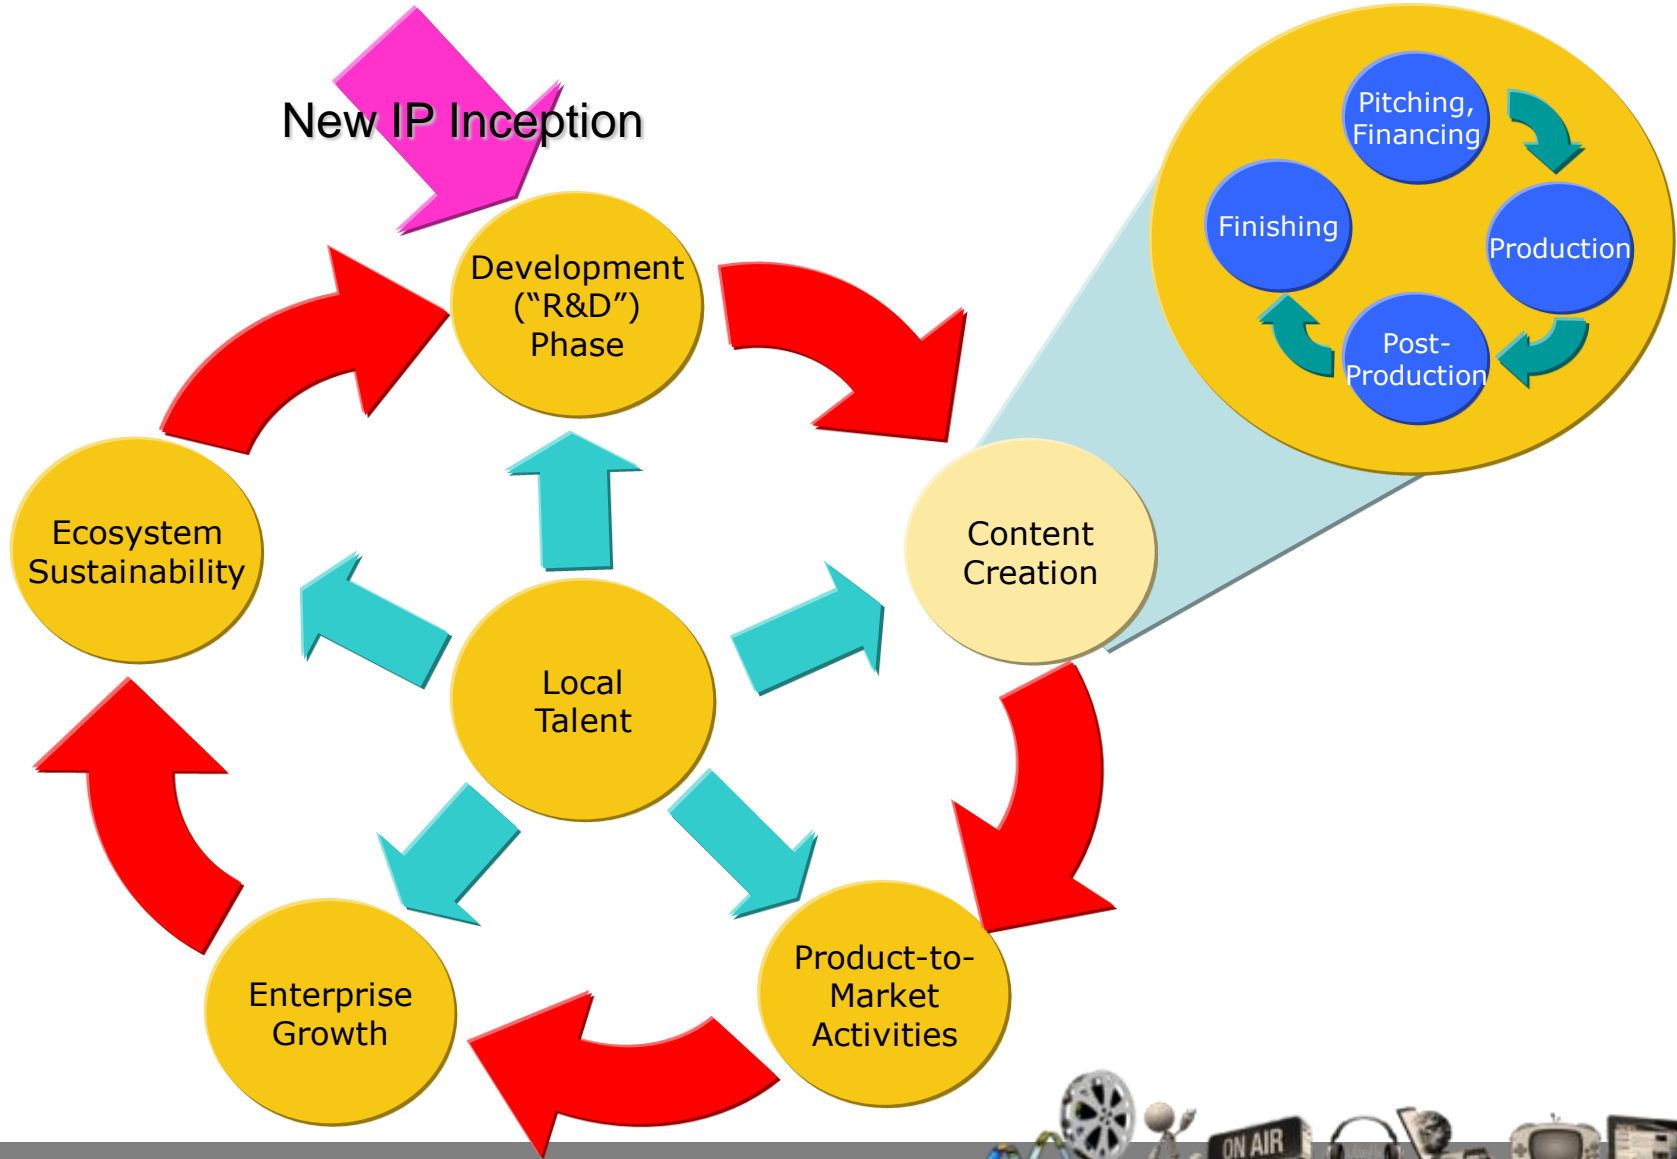 New IP Inception
Pitching,
Financing
Finishing
Production
Post-
Production
Development
(“R&D”)
Phase
Ecosystem
Sustainability
Content
Creation
Local
Talent
Product-to-
Market
Activities
Enterprise
Growth
ON AIR